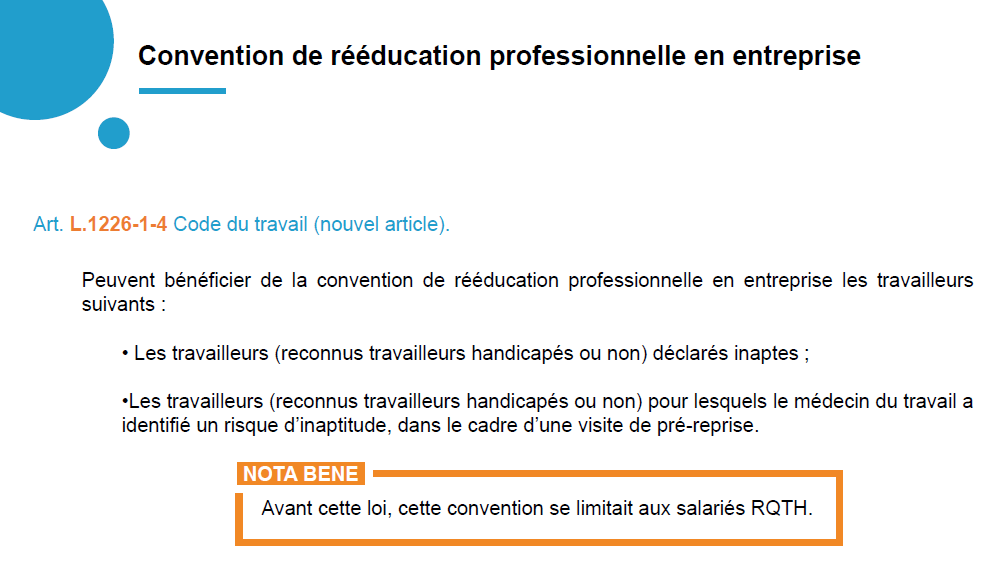 Convention de rééducation professionnelle en entreprise
Art. L.1226-1-4 Code du travail (nouvel article).
Peuvent bénéficier de la convention de rééducation professionnelle en entreprise les travailleurs
suivants :
• Les travailleurs (reconnus travailleurs handicapés ou non) déclarés inaptes ;
•Les travailleurs (reconnus travailleurs handicapés ou non) pour lesquels le médecin du travail a
identifié un risque d’inaptitude, dans le cadre d’une visite de pré-reprise.
NOTA BENE
Avant cette loi, cette convention se limitait aux salariés RQTH.